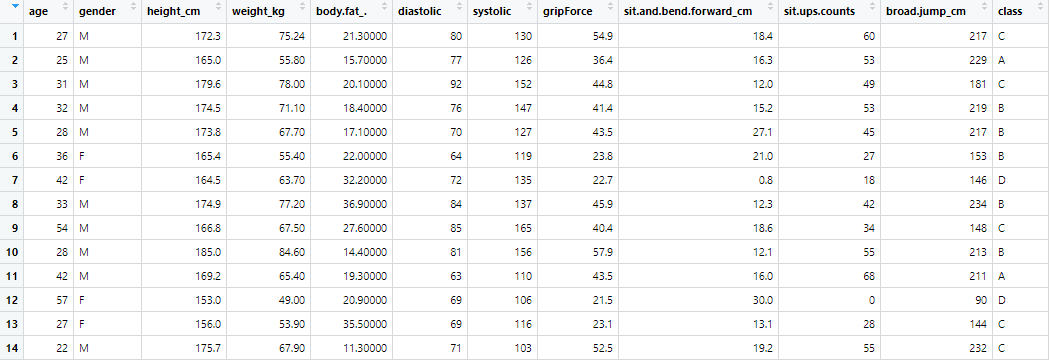 age gender height_cm weight_kg body.fat_. diastolic systolic gripForce sit.and.bend.forward_cm sit.ups.counts broad.jump_cm class
1 27 M 172.3 75.24 21.30000 80 130 54.9 18.4 60 217 C
2 25 M 165.0 55.80 15.70000 77 126 36.4 16.3 53 229 A
3 31 M 179.6 78.00 20.10000 92 152 44.8 12.0 49 181 C
4 32 M 174.5 71.10 18.40000 76 147 41.4 15.2 53 219 B
5 28 M 173.8 67.70 17.10000 70 127 43.5 27.1 45 217 B
6 36 F 165.4 55.40 22.00000 64 119 23.8 21.0 27 153 B
7 42 F 164.5 63.70 32.20000 72 135 22.7 0.8 18 146 D
8 33 M 174.9 77.20 36.90000 84 137 45.9 12.3 42 234 B
9 54 M 166.8 67.50 27.60000 85 165 40.4 18.6 34 148 C
10 28 M 185.0 84.60 14.40000 81 156 57.9 12.1 55 213 B
11 42 M 169.2 65.40 19.30000 63 110 43.5 16.0 68 211 A
12 57 F 153.0 49.00 20.90000 69 106 21.5 30.0 0 90 D
13 27 F 156.0 53.90 35.50000 69 116 23.1 13.1 28 144 C
14 22 M 175.7 67.90 11.30000 71 103 52.5 19.2 55 232 C